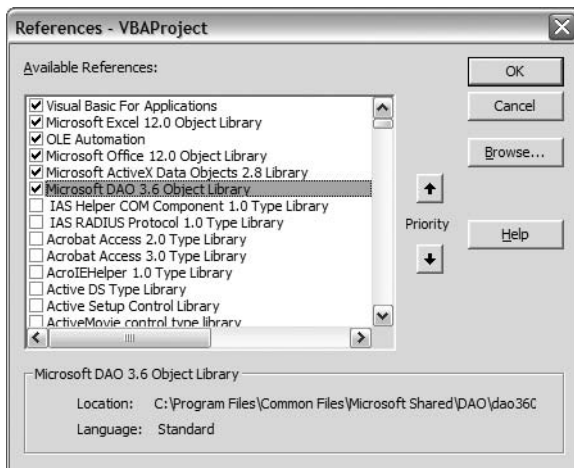 References - VBAProject
Available References:
Visual Basic For Applications
Microsoft Excel 12.0 Object Library
OLE Automation
Microsoft Office 12.0 Object Library
Microsoft ActiveX Data Objects 2.8 Library
Microsoft DAO 3.6 Object Library
IAS Helper COM Component 1.0 Type Library
IAS RADIUS Protocol 1.0 Type Library
Acrobat Access 2.0 Type Library
Acrobat Access 3.0 Type Library
AcroIEHelper 1.0 Type Library
Active DS Type Library
Active Setup Control Library
ActiveMovie control type library
OK
Cancel
Browse...
Priority
Help
Microsoft DAO 3.6 Object Library
Location: C:\Program Files\Common Files\Microsoft Shared\DAO\dao360
Language: Standard